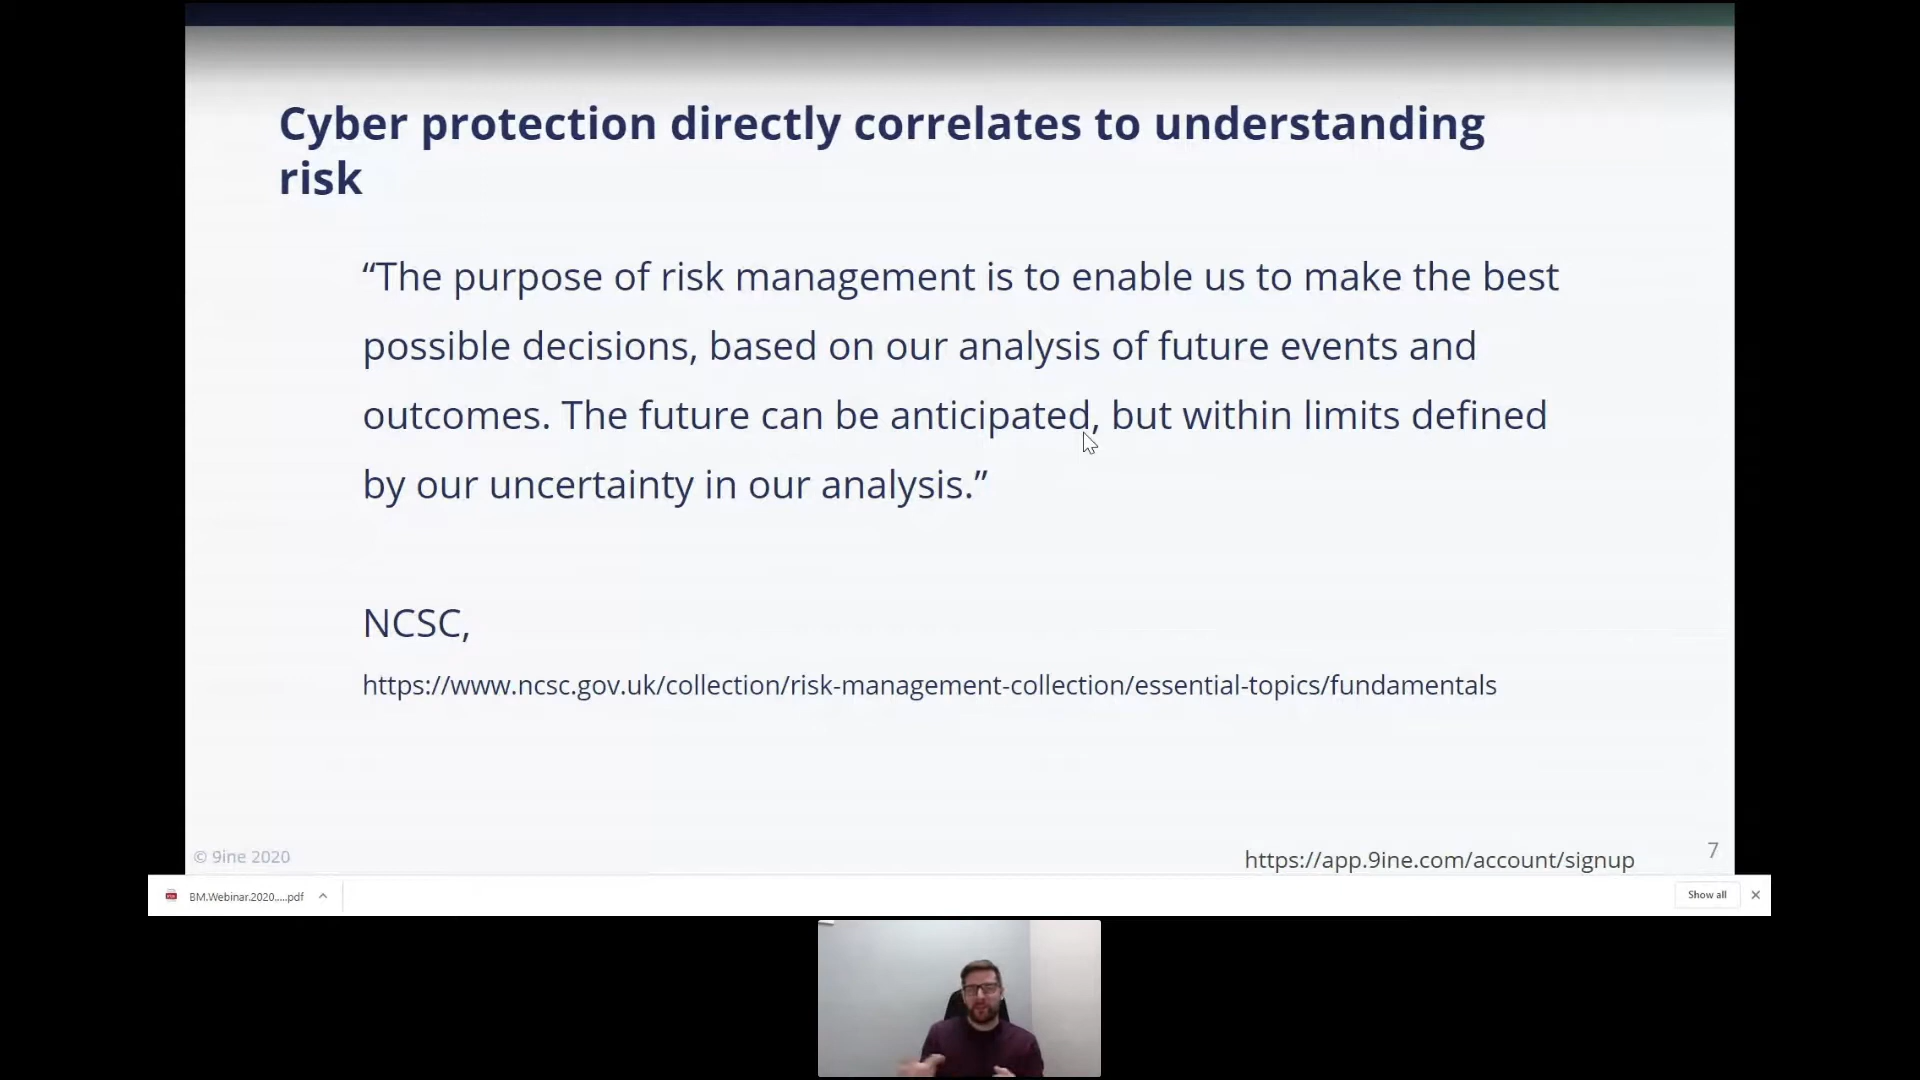 Cyber protection directly correlates to understanding
risk
“The purpose of risk management is to enable us to make the best
possible decisions, based on our analysis of future events and
outcomes. The future can be anticipated, but within limits defined
by our uncertainty in our analysis.”
NCSC,
https://www.ncsc.gov.uk/collection/risk-management-collection/essential-topics/fundamentals
© 9ine 2020
https://app.9ine.com/account/signup
7
BM.Webinar.2020.....pdf
Show all